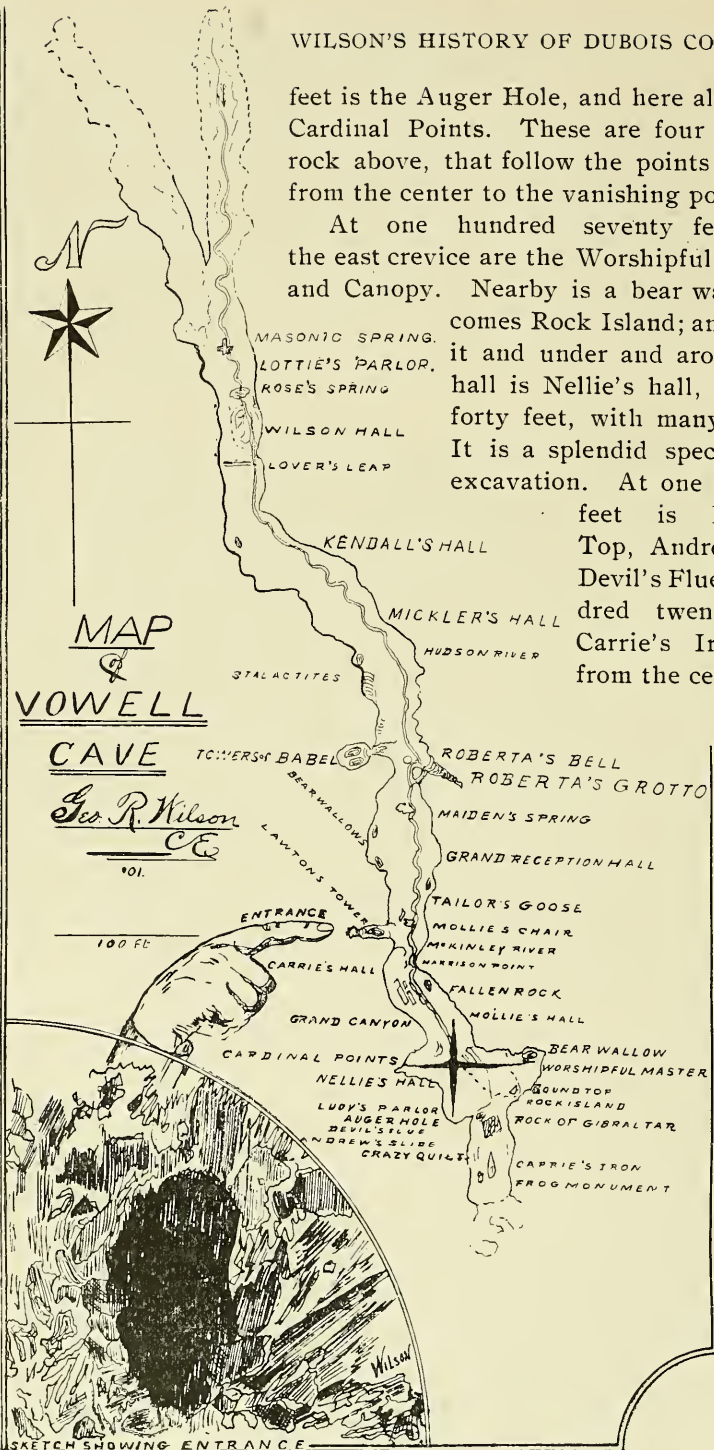 WILSON'S HISTORY OF DUBOIS CO
feet is the Auger Hole, and here al
Cardinal Points. These are four
rock above, that follow the points
from the center to the vanishing po
At one hundred seventy fe
the east crevice are the Worshipful
and Canopy. Nearby is a bear wa
comes Rock Island; an
it and under and aro
hall is Nellie's hall,
forty feet, with many
It is a splendid spec
excavation. At one
feet is
Top, Andre
Devil's Flue
dred twen
Carrie's Ir
from the ce
N
MASONIC SPRING.
LOTTIE'S PARLOR.
ROSE'S SPRING
WILSON HALL
LOVER'S LEAP
KENDALL'S HALL
MICKLER'S HALL
HUDSON RIVER
STALACTITES
MAP
of
VOWELL
CAVE
Geo. R. Wilson
CE
'01.
100 Ft
TOWERS OF BABEL
ROBERTA'S BELL
ROBERTA'S GROTTO
BEAR WALLOWS
MAIDEN'S SPRING
GRAND RECEPTION HALL
LAWTONS TOWER
TAILOR'S GOOSE
ENTRANCE
MOLLIE'S CHAIR
McKINLEY RIVER
HARRISON POINT
CARRIE'S HALL
FALLEN ROCK
GRAND CANYON
MOLLIE'S HALL
CARDINAL POINTS
BEAR WALLOW
WORSHIPFUL MASTER
NELLIE'S HALL
ROUND TOP
ROCK ISLAND
LUDY'S PARLOR
AUGER HOLE
ROCK OF GIBRALTAR
DEVIL'S FLUE
ANDREW'S SLIDE
CRAZY QUILT
CARRIE'S IRON
FROG MONUMENT
Wilson
SKETCH SHOWING ENTRANCE